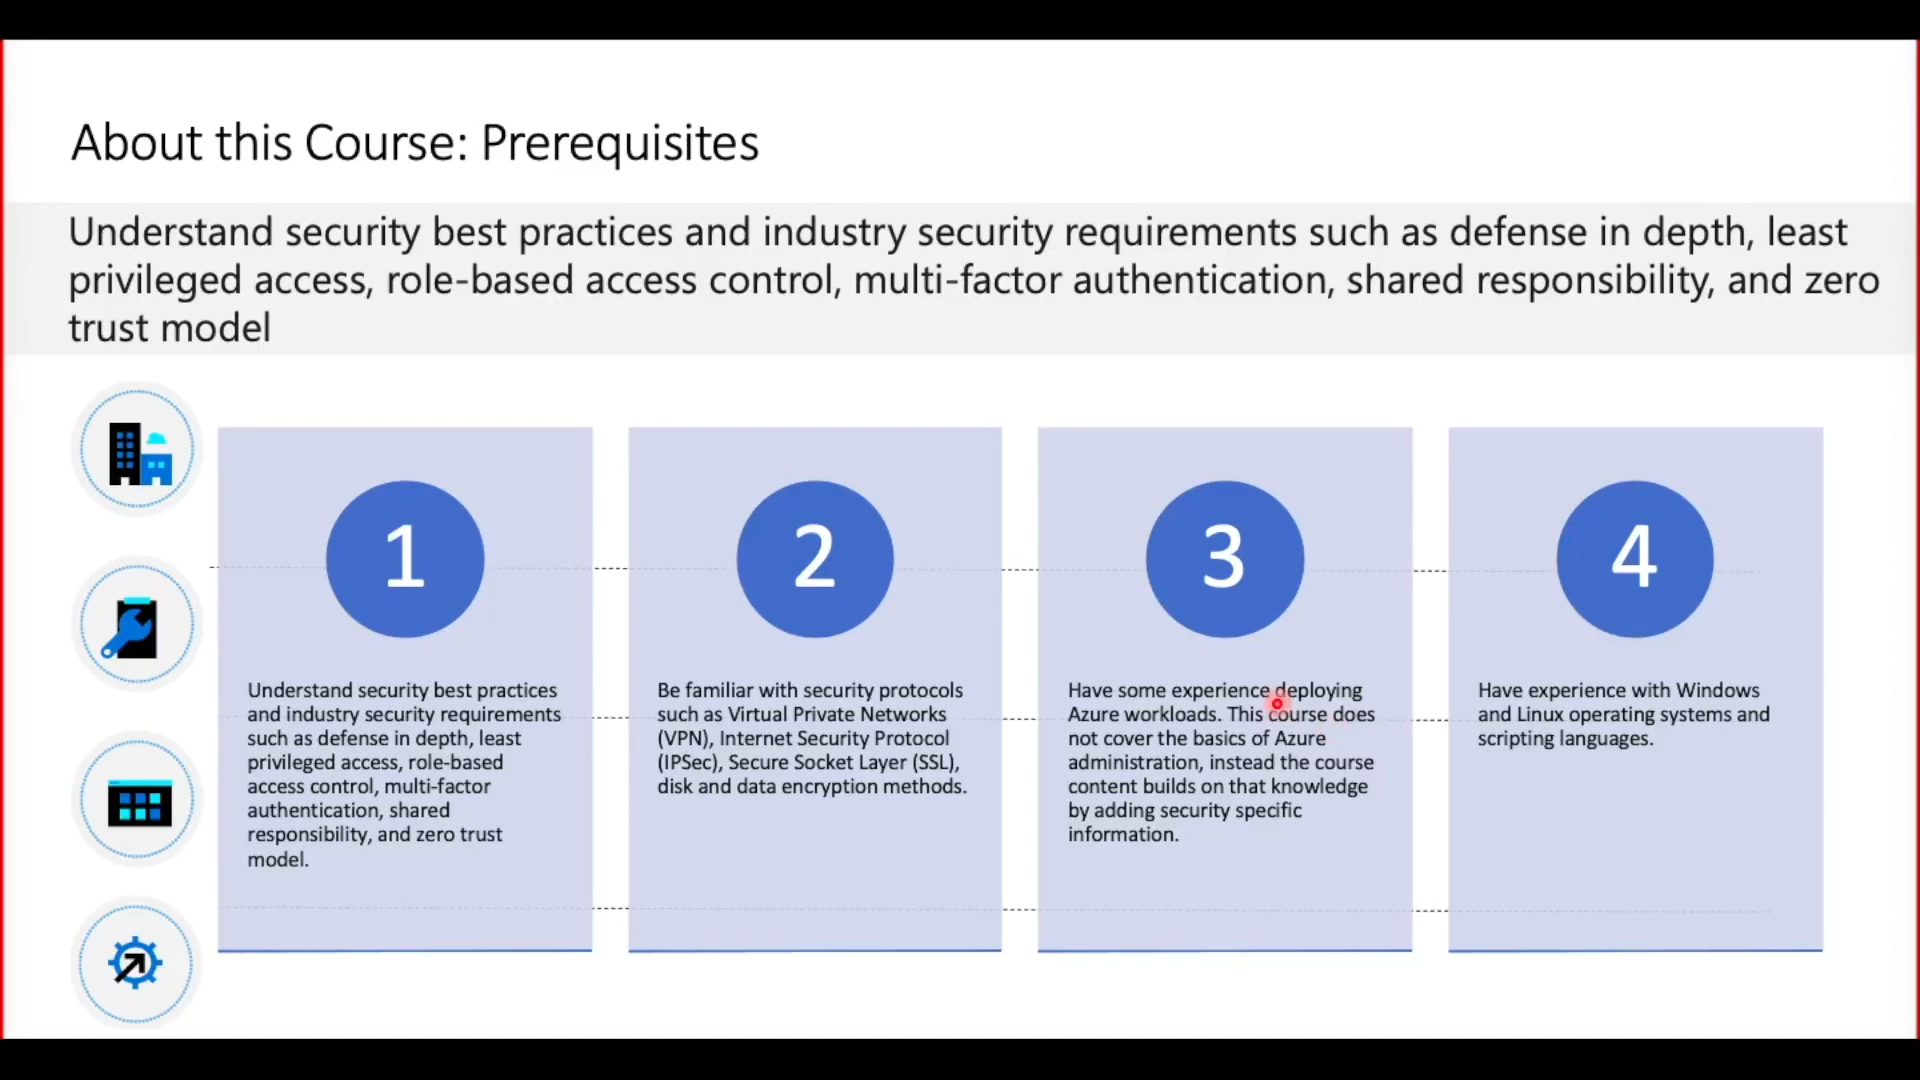 About this Course: Prerequisites
Understand security best practices and industry security requirements such as defense in depth, least
privileged access, role-based access control, multi-factor authentication, shared responsibility, and zero
trust model
1
Understand security best practices
and industry security requirements
such as defense in depth, least
privileged access, role-based
access control, multi-factor
authentication, shared
responsibility, and zero trust
model.
2
Be familiar with security protocols
such as Virtual Private Networks
(VPN), Internet Security Protocol
(IPSec), Secure Socket Layer (SSL),
disk and data encryption methods.
3
Have some experience deploying
Azure workloads. This course does
not cover the basics of Azure
administration, instead the course
content builds on that knowledge
by adding security specific
information.
4
Have experience with Windows
and Linux operating systems and
scripting languages.